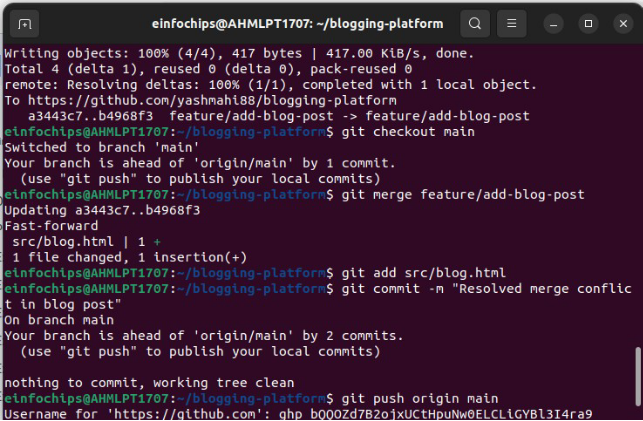 einfochips@AHMLPT1707: ~/blogging-platform
Writing objects: 100% (4/4), 417 bytes | 417.00 KiB/s, done.
Total 4 (delta 1), reused 0 (delta 0), pack-reused 0
remote: Resolving deltas: 100% (1/1), completed with 1 local object.
To https://github.com/yashmahi88/blogging-platform
   a3443c7..b4968f3  feature/add-blog-post -> feature/add-blog-post
einfochips@AHMLPT1707:~/blogging-platform$ git checkout main
Switched to branch 'main'
Your branch is ahead of 'origin/main' by 1 commit.
  (use "git push" to publish your local commits)
einfochips@AHMLPT1707:~/blogging-platform$ git merge feature/add-blog-post
Updating a3443c7..b4968f3
Fast-forward
 src/blog.html | 1 +
 1 file changed, 1 insertion(+)
einfochips@AHMLPT1707:~/blogging-platform$ git add src/blog.html
einfochips@AHMLPT1707:~/blogging-platform$ git commit -m "Resolved merge conflic
t in blog post"
On branch main
Your branch is ahead of 'origin/main' by 2 commits.
  (use "git push" to publish your local commits)
nothing to commit, working tree clean
einfochips@AHMLPT1707:~/blogging-platform$ git push origin main
Username for 'https://github.com':